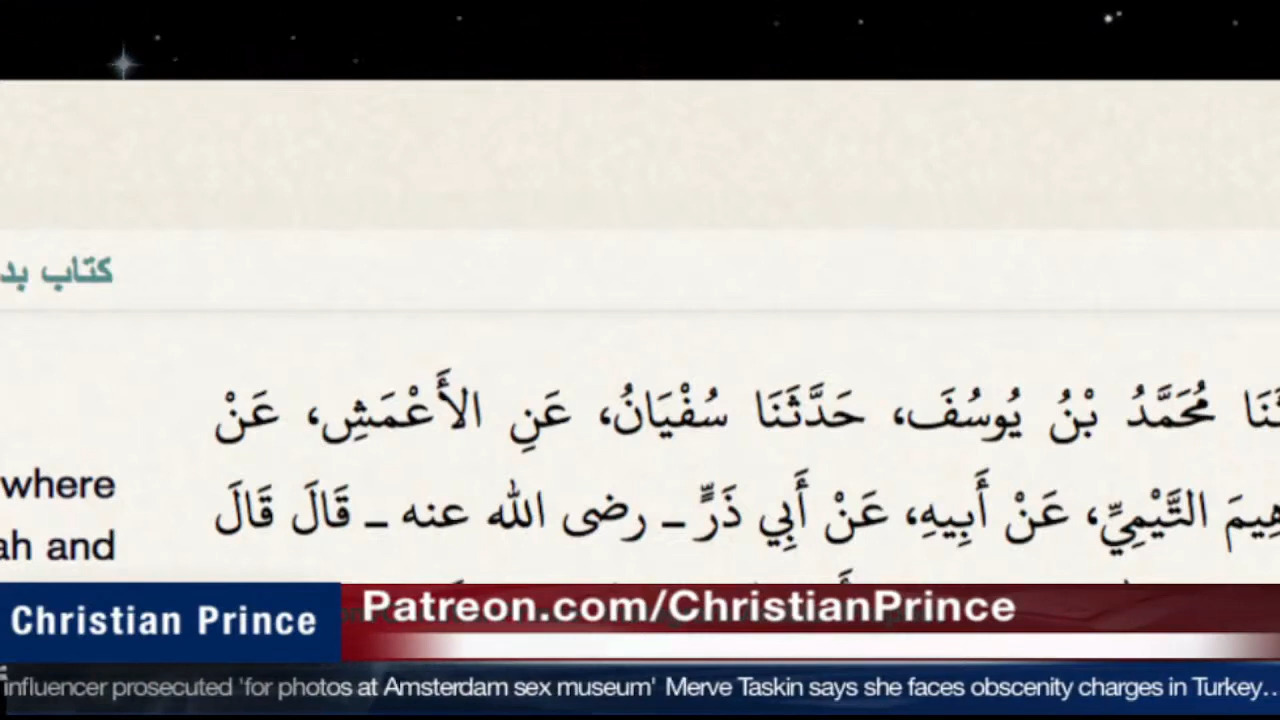 كتاب بد
ثَنَا مُحَمَّدُ بْنُ يُوسُفَ، حَدَّثَنَا سُفْيَانُ، عَنِ الأَعْمَشِ، عَنْ
where
هِيمَ التَّيْمِيِّ، عَنْ أَبِيهِ، عَنْ أَبِي ذَرٍّ ـ رضى الله عنه ـ قَالَ قَالَ
ah and
Christian Prince
Patreon.com/ChristianPrince
influencer prosecuted 'for photos at Amsterdam sex museum' Merve Taskin says she faces obscenity charges in Turkey..